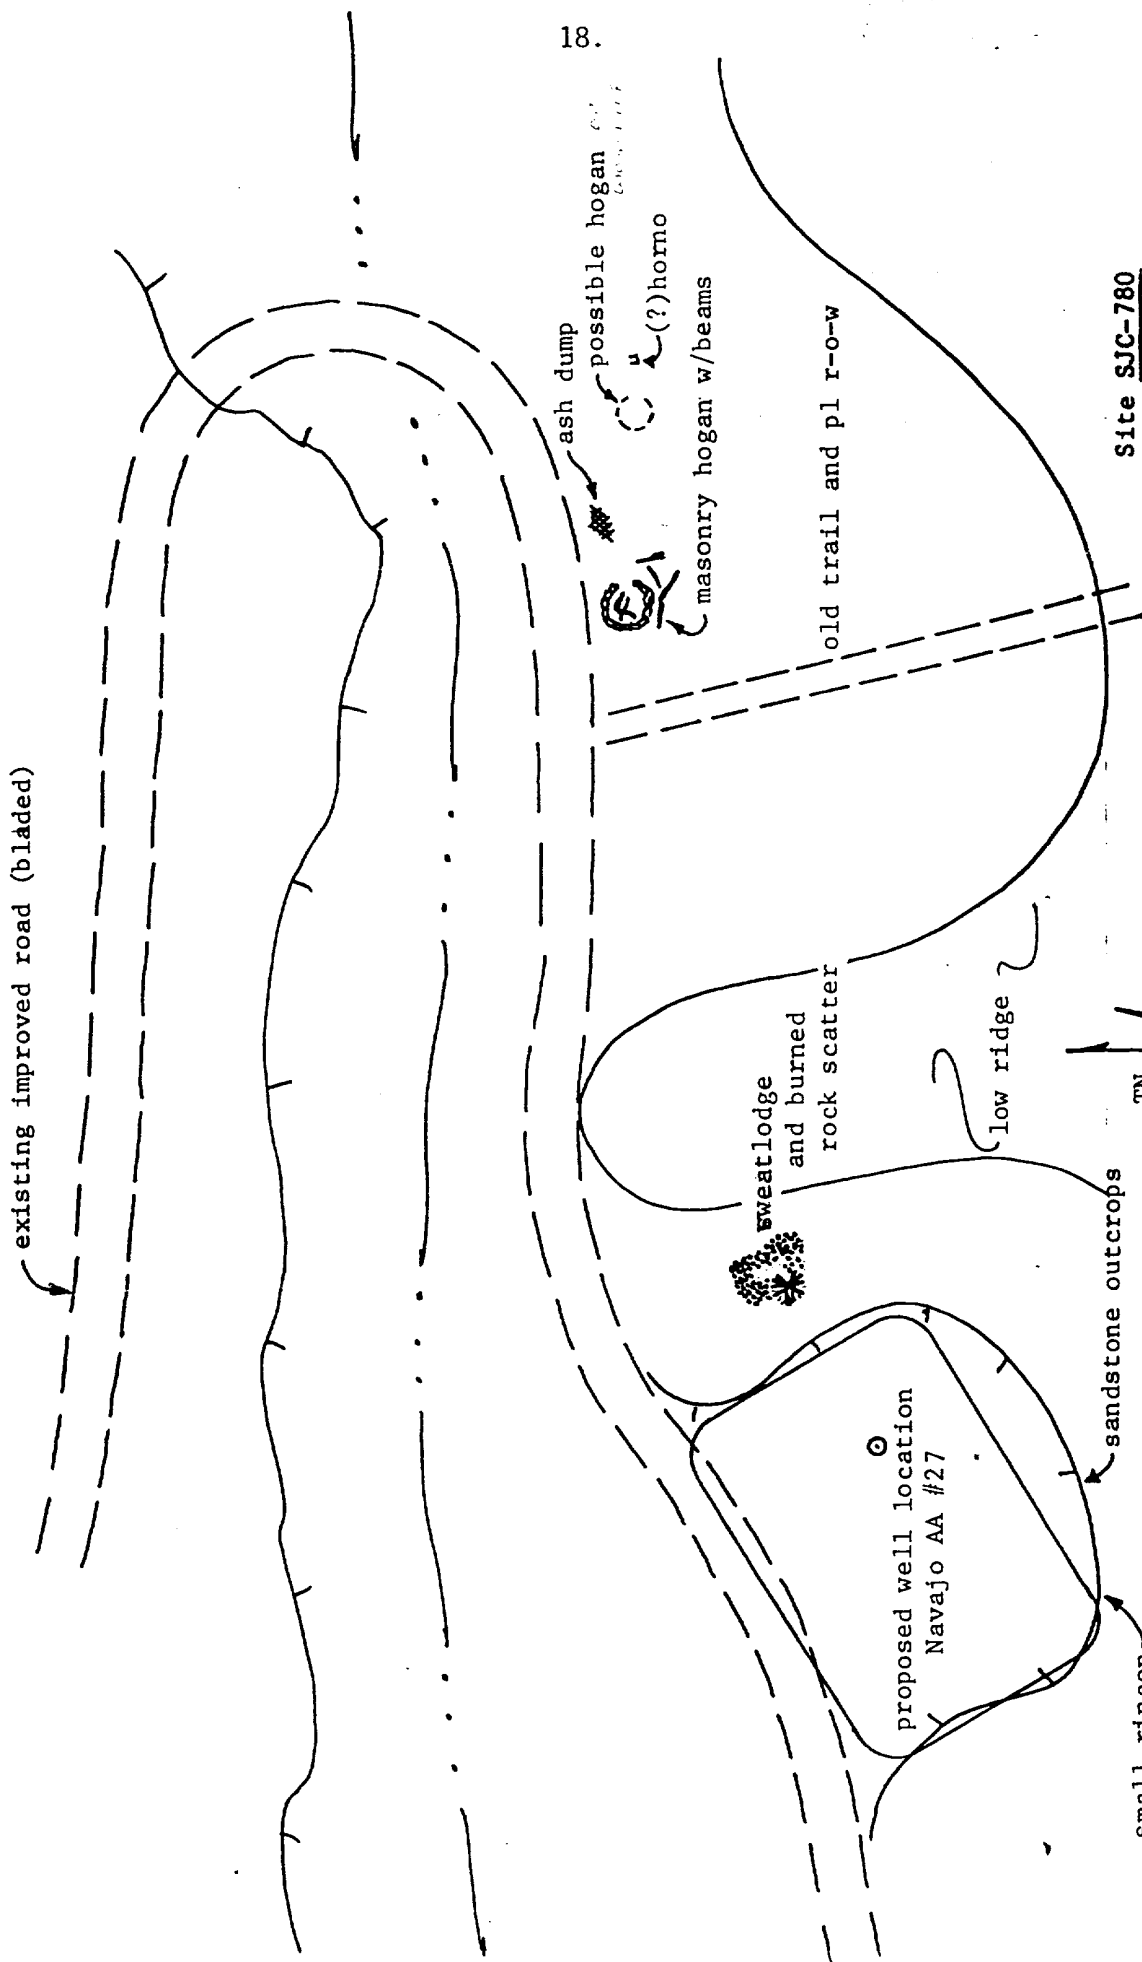 18.
existing improved road (bladed)
ash dump
possible hogan
(?)horno
masonry hogan w/beams
old trail and pl r-o-w
Site SJC-780
sweatlodge
and burned
rock scatter
low ridge
TN
sandstone outcrops
proposed well location
Navajo AA #27
small rincon